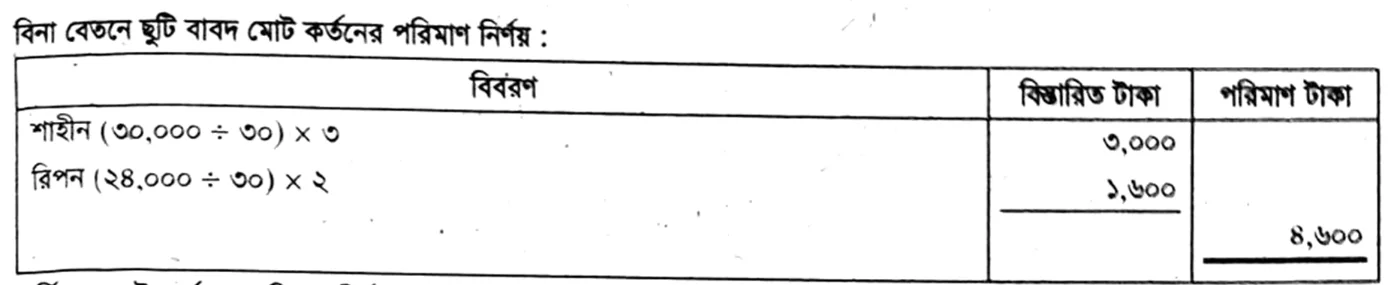 বিনা বেতনে ছুটি বাবদ মোট কর্তনের পরিমাণ নির্ণয় :
বিবরণ বিস্তারিত টাকা পরিমাণ টাকা
শাহীন (৩০,০০০ ÷ ৩০) × ৩ ৩,০০০
রিপন (২৪,০০০ ÷ ৩০) × ২ ১,৬০০
৪,৬০০